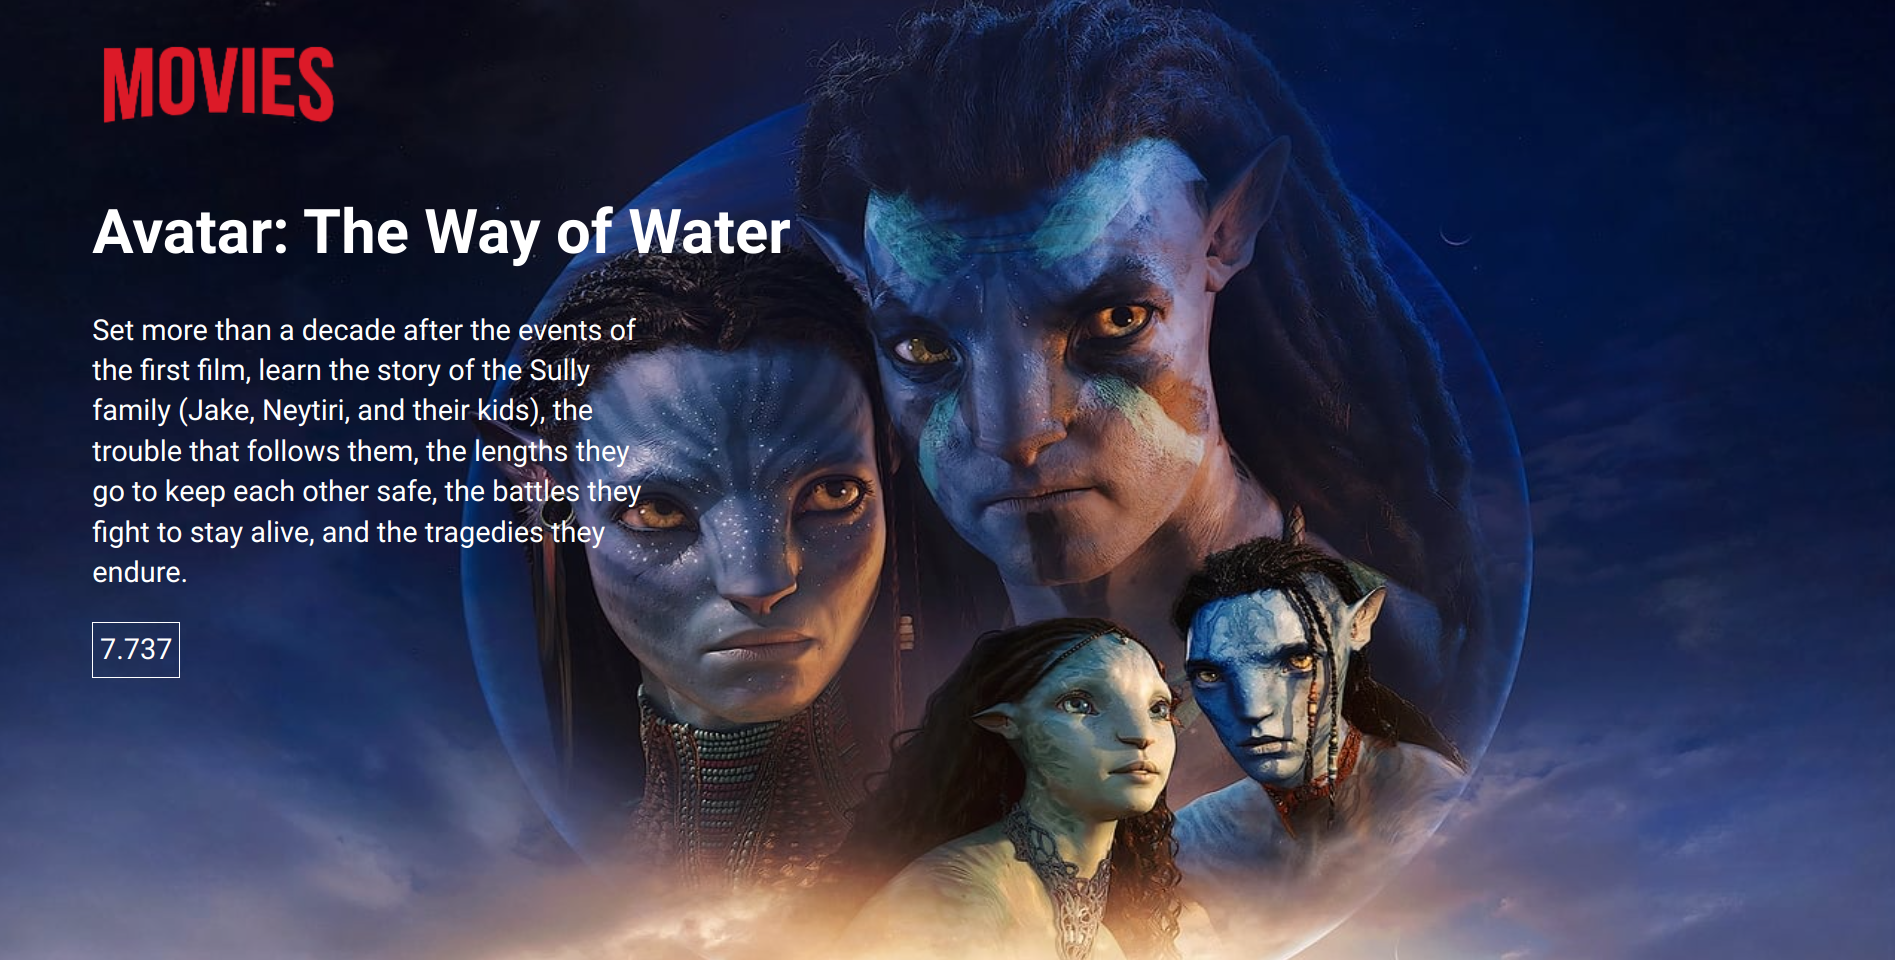 MOVIES
Avatar: The Way of Water
Set more than a decade after the events of
the first film, learn the story of the Sully
family (Jake, Neytiri, and their kids), the
trouble that follows them, the lengths they
go to keep each other safe, the battles they
fight to stay alive, and the tragedies they
endure.
7.737